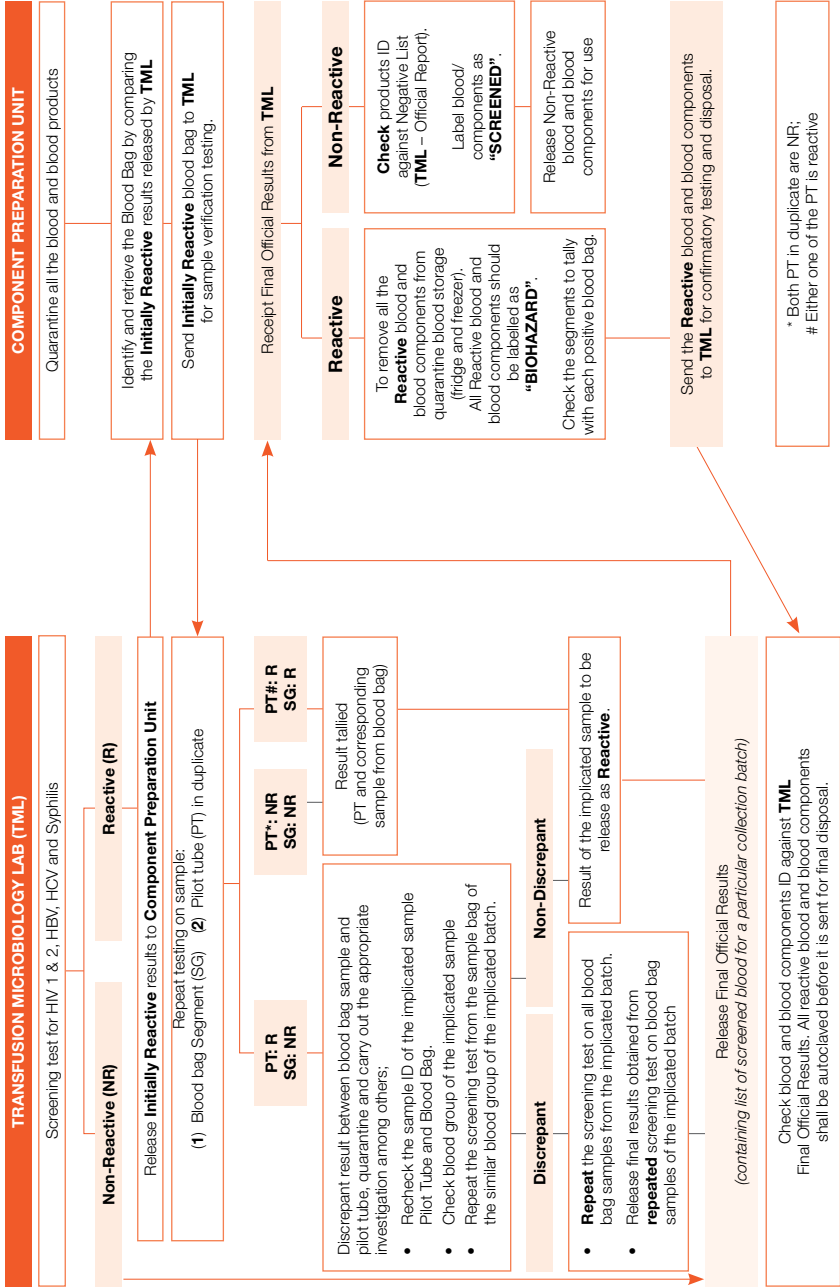 TRANSFUSION MICROBIOLOGY LAB (TML)
Screening test for HIV 1 & 2, HBV, HCV and Syphilis
Non-Reactive (NR)
Reactive (R)
Release Initially Reactive results to Component Preparation Unit
Repeat testing on sample:
(1) Blood bag Segment (SG) (2) Pilot tube (PT) in duplicate
PT: R
SG: NR
PT*: NR
SG: NR
PT#: R
SG: R
Discrepant result between blood bag sample and
pilot tube, quarantine and carry out the appropriate
investigation among others;
• Recheck the sample ID of the implicated sample
Pilot Tube and Blood Bag.
• Check blood group of the implicated sample
• Repeat the screening test from the sample bag of
the similar blood group of the implicated batch.
Result tallied
(PT and corresponding
sample from blood bag)
Discrepant
Non-Discrepant
• Repeat the screening test on all blood
bag samples from the implicated batch.
• Release final results obtained from
repeated screening test on blood bag
samples of the implicated batch
Result of the implicated sample to be
release as Reactive.
Release Final Official Results
(containing list of screened blood for a particular collection batch)
Check blood and blood components ID against TML
Final Official Results. All reactive blood and blood components
shall be autoclaved before it is sent for final disposal.
COMPONENT PREPARATION UNIT
Quarantine all the blood and blood products
Identify and retrieve the Blood Bag by comparing
the Initially Reactive results released by TML
Send Initially Reactive blood bag to TML
for sample verification testing.
Receipt Final Official Results from TML
Reactive
Non-Reactive
To remove all the
Reactive blood and
blood components from
quarantine blood storage
(fridge and freezer).
All Reactive blood and
blood components should
be labelled as
“BIOHAZARD”.
Check the segments to tally
with each positive blood bag.
Check products ID
against Negative List
(TML – Official Report).
Label blood/
components as
“SCREENED”.
Release Non-Reactive
blood and blood
components for use
Send the Reactive blood and blood components
to TML for confirmatory testing and disposal.
* Both PT in duplicate are NR;
# Either one of the PT is reactive